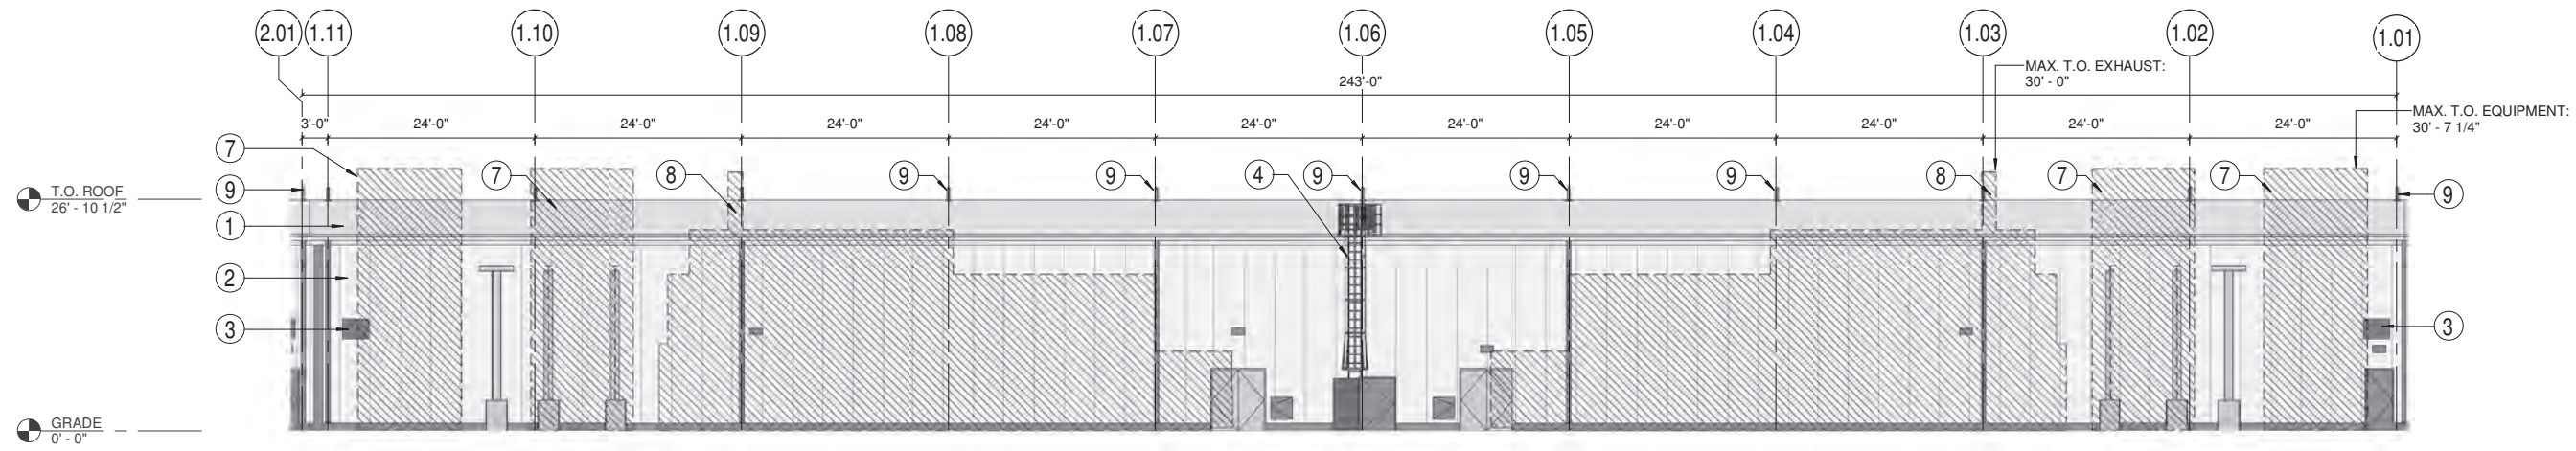 2.01 1.11 1.10 1.09 1.08 1.07 1.06 1.05 1.04 1.03 1.02 1.01
MAX. T.O. EXHAUST:
30' - 0"
243'-0"
MAX. T.O. EQUIPMENT:
30' - 7 1/4"
3'-0" 24'-0" 24'-0" 24'-0" 24'-0" 24'-0" 24'-0" 24'-0" 24'-0" 24'-0" 24'-0"
7
7 8 9 9 4 9 9 9 8 7 7
T.O. ROOF
26' - 10 1/2"
9 9
1
2
3 3
GRADE
0' - 0"